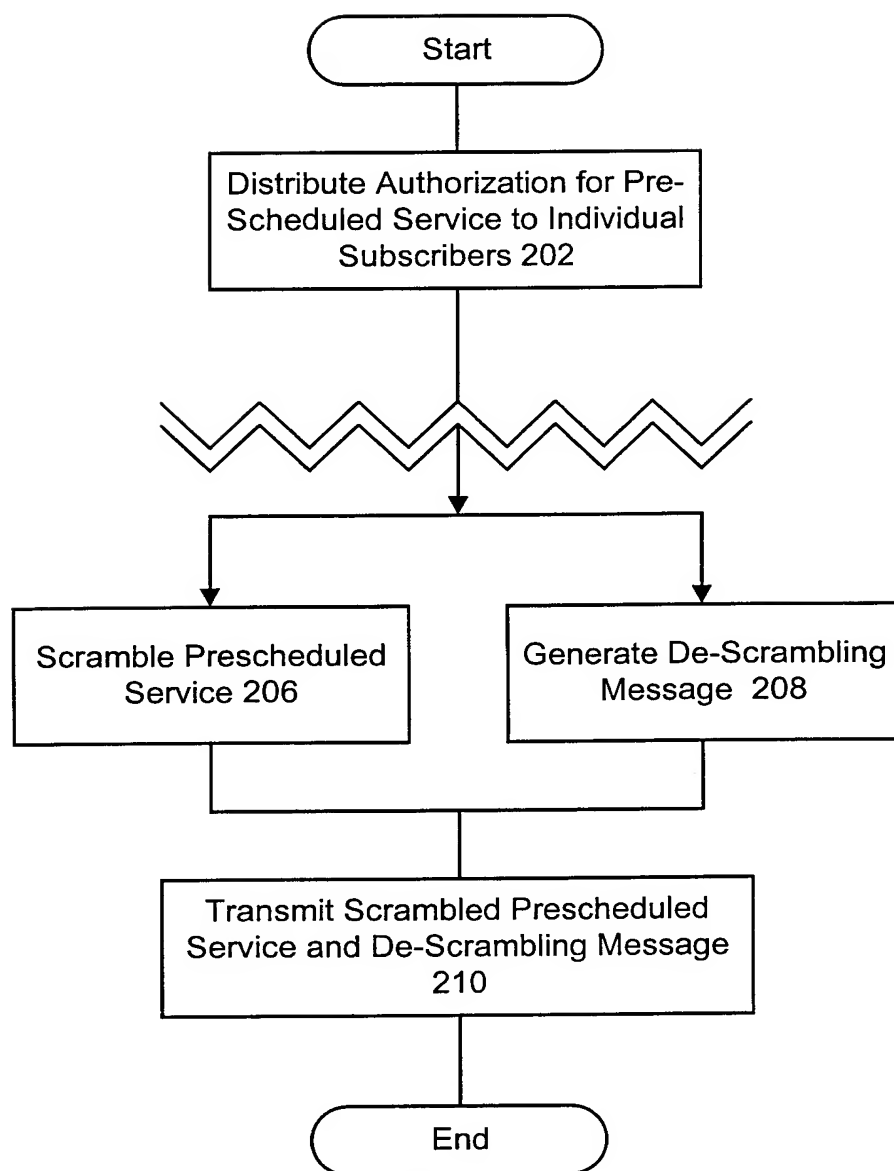 Start
Distribute Authorization for Pre-
Scheduled Service to Individual
Subscribers 202
Scramble Prescheduled
Service 206
Generate De-Scrambling
Message 208
Transmit Scrambled Prescheduled
Service and De-Scrambling Message
210
End